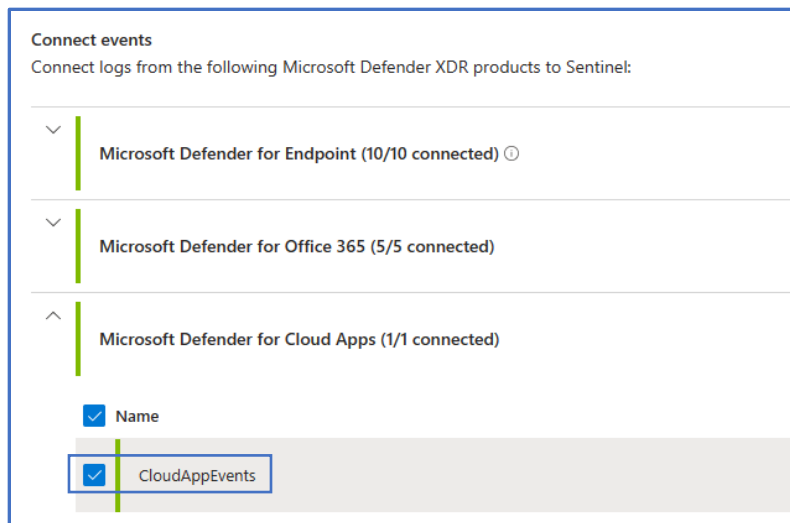 Connect events
Connect logs from the following Microsoft Defender XDR products to Sentinel:
Microsoft Defender for Endpoint (10/10 connected)
Microsoft Defender for Office 365 (5/5 connected)
Microsoft Defender for Cloud Apps (1/1 connected)
Name
CloudAppEvents